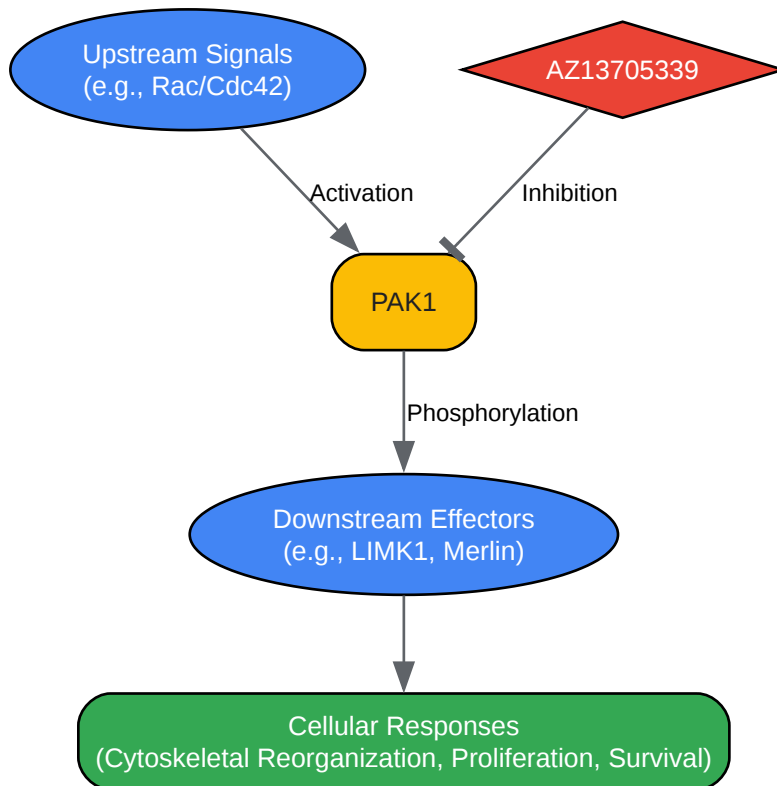 Upstream Signals
(e.g., Rac/Cdc42)
AZ13705339
Activation
Inhibition
PAK1
Phosphorylation
Downstream Effectors
(e.g., LIMK1, Merlin)
Cellular Responses
(Cytoskeletal Reorganization, Proliferation, Survival)